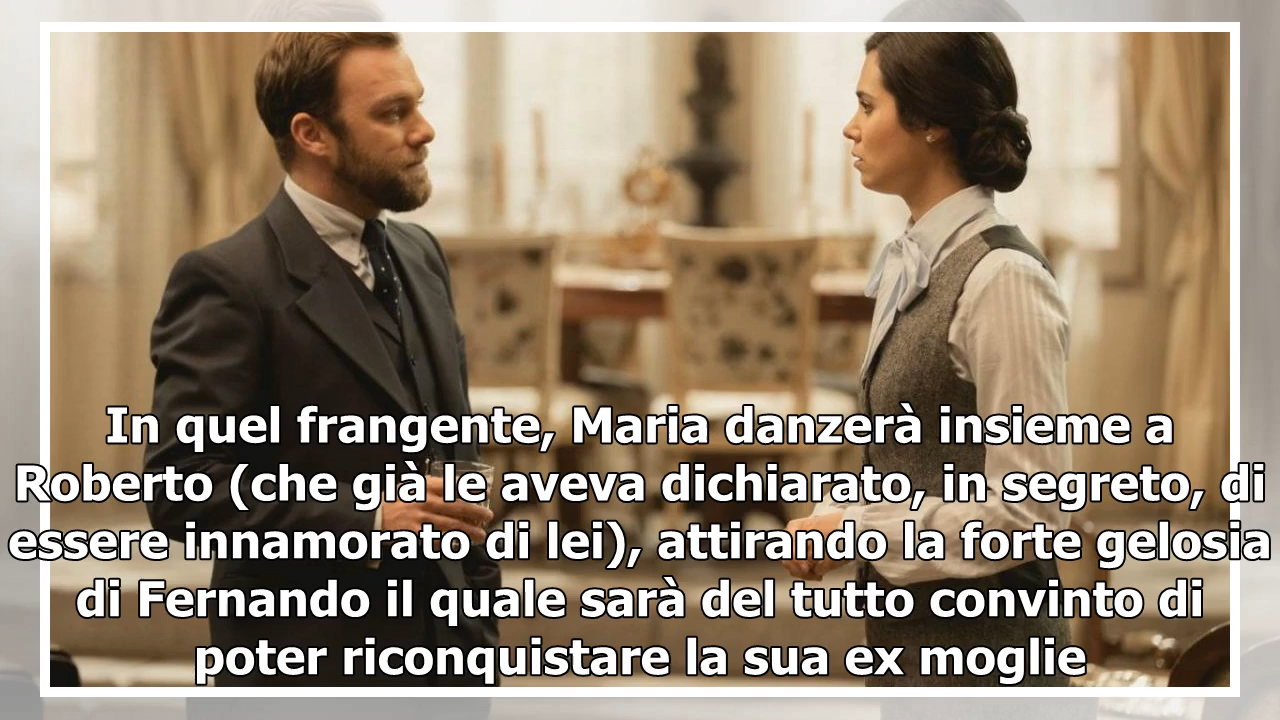 In quel frangente, Maria danzerà insieme a
Roberto (che già le aveva dichiarato, in segreto, di
essere innamorato di lei), attirando la forte gelosia
di Fernando il quale sarà del tutto convinto di
poter riconquistare la sua ex moglie